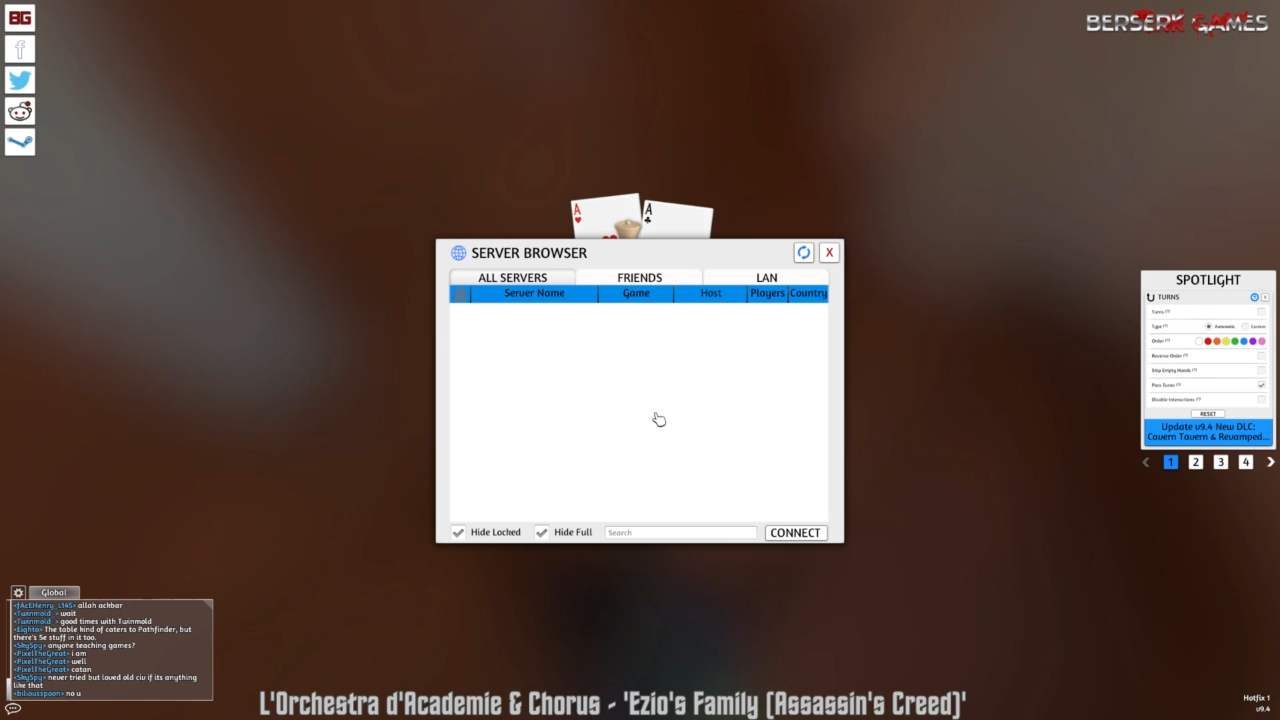 BG
BERSERK GAMES
A
A
SERVER BROWSER
X
ALL SERVERS
FRIENDS
LAN
Server Name
Game
Host
Players
Country
Hide Locked
Hide Full
Search
CONNECT
SPOTLIGHT
TURNS
Turns (?)
Type (?)
Automatic
Custom
Order (?)
Reverse Order (?)
Skip Empty Hands (?)
Pass Turns (?)
Disable Interactions (?)
RESET
Update v9.4 New DLC:
Cavern Tavern & Revamped...
< 1 2 3 4 >
Global
<fAcEHenry_L145> allah ackbar
<Twinmold > wait
<Twinmold > good times with Twinmold
<Eighto> The table kind of caters to Pathfinder, but
there's 5e stuff in it too.
<SkySpy> anyone teaching games?
<PixelTheGreat> i am
<PixelTheGreat> well
<PixelTheGreat> catan
<SkySpy> never tried but loved old civ if its anything
like that
<biliousspoon> no u
L'Orchestra d'Academie & Chorus - 'Ezio's Family (Assassin's Creed)'
Hotfix 1
v9.4